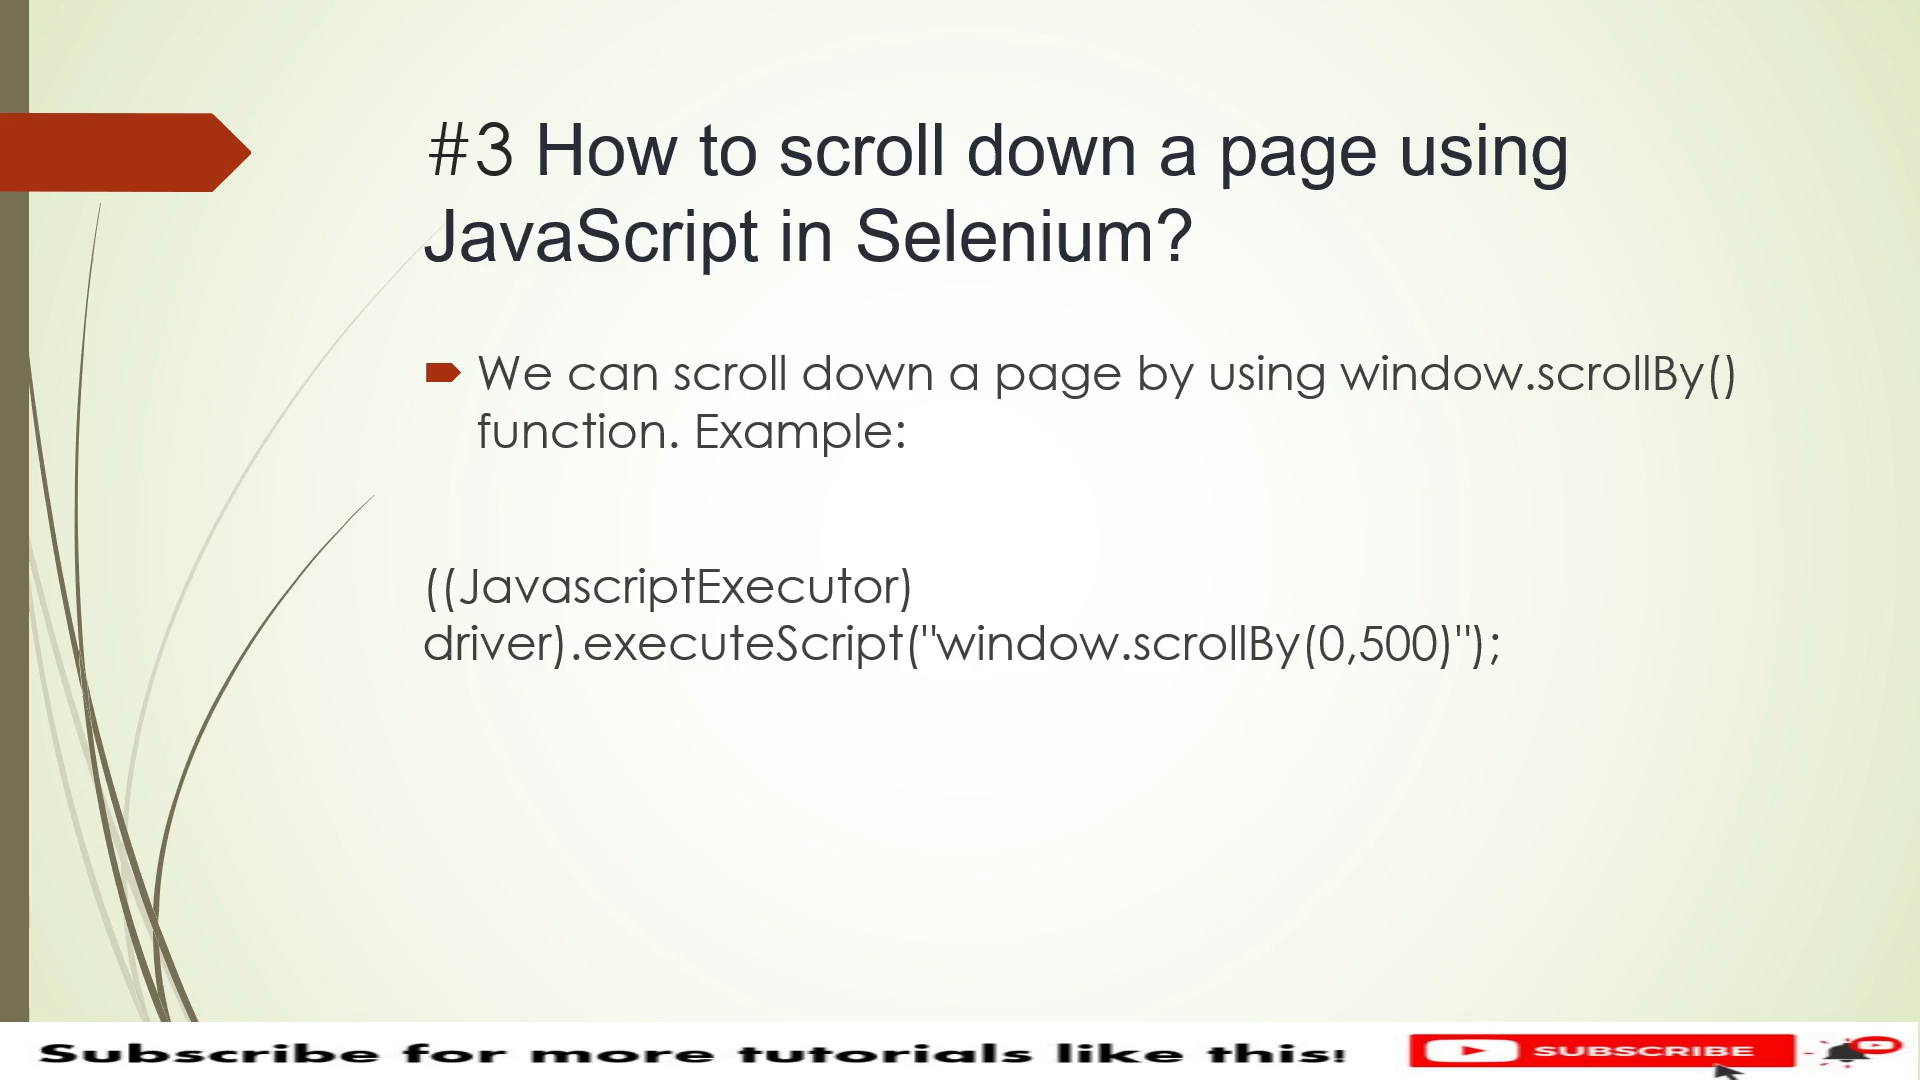 #3 How to scroll down a page using
JavaScript in Selenium?
We can scroll down a page by using window.scrollBy()
function. Example:
((JavascriptExecutor)
driver).executeScript("window.scrollBy(0,500)");
Subscribe for more tutorials like this!
SUBSCRIBE